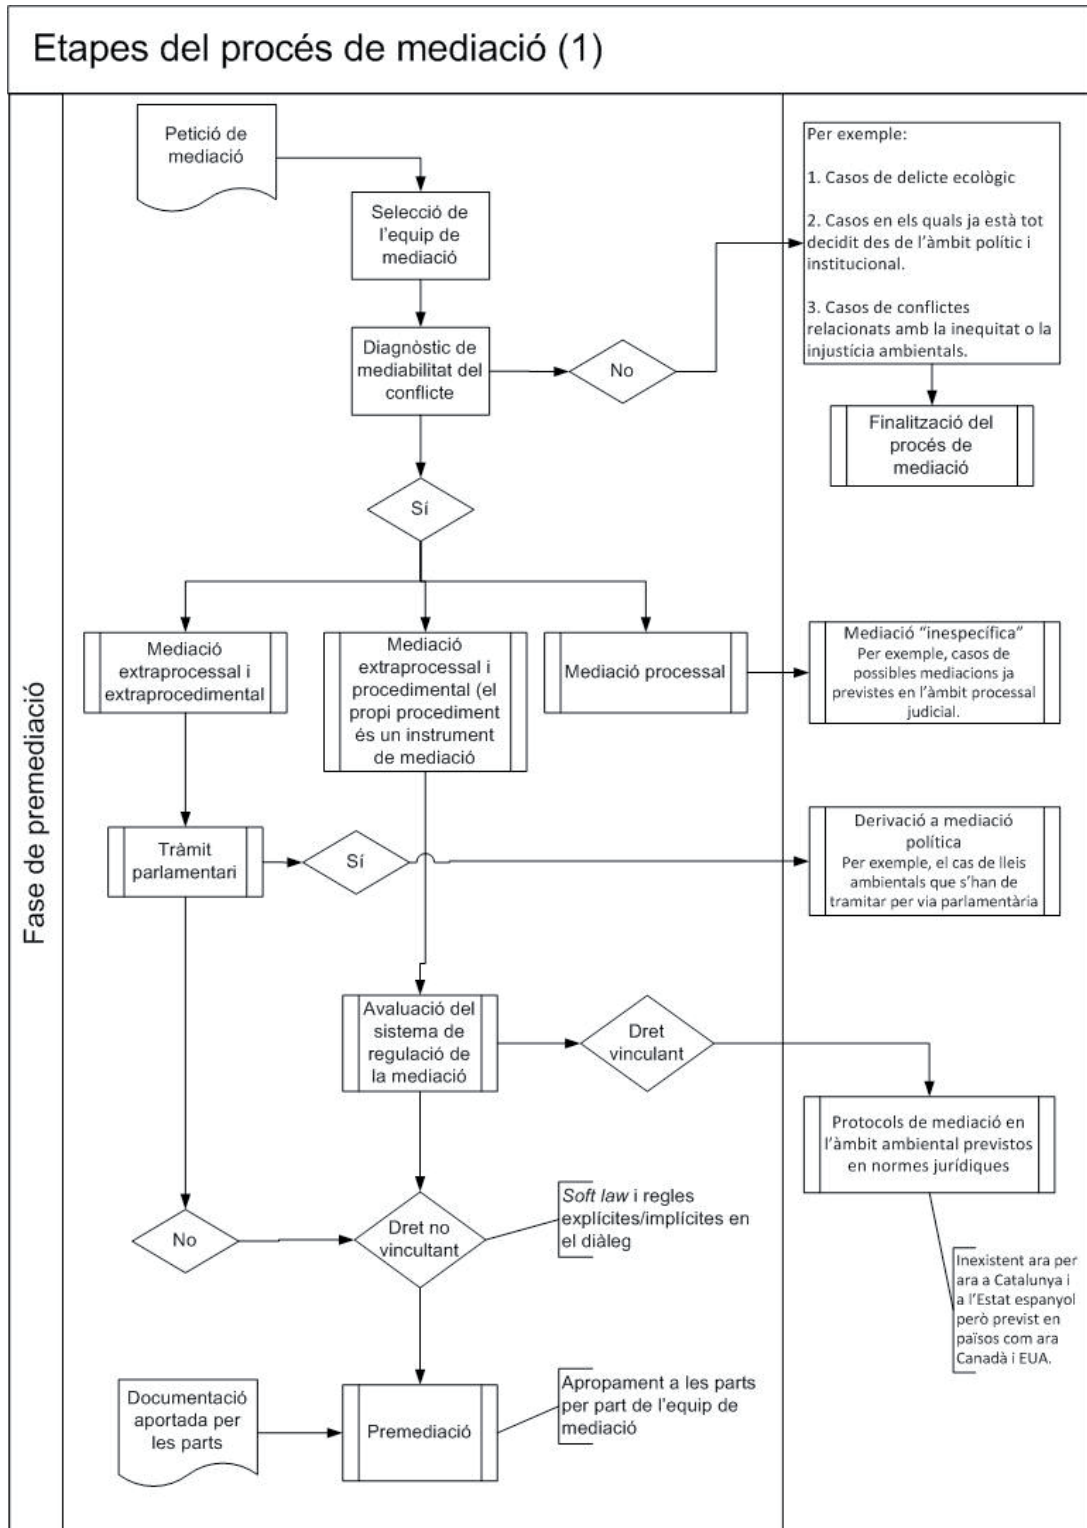 Etapes del procés de mediació (1)
Fase de premediació
Petició de
mediació
Selecció de
l'equip de
mediació
Diagnòstic de
mediabilitat del
conflicte
No
Per exemple:
1. Casos de delicte ecològic
2. Casos en els quals ja està tot
decidit des de l'àmbit polític i
institucional.
3. Casos de conflictes
relacionats amb la inequitat o la
injustícia ambientals.
Finalització del
procés de
mediació
Sí
Mediació
extraprocessal i
extraprocedimental
Mediació
extraprocessal i
procedimental (el
propi procediment
és un instrument
de mediació
Mediació processal
Mediació "inespecífica"
Per exemple, casos de
possibles mediacions ja
previstes en l'àmbit processal
judicial.
Tràmit
parlamentari
Sí
Derivació a mediació
política
Per exemple, el cas de lleis
ambientals que s'han de
tramitar per via parlamentària
Avaluació del
sistema de
regulació de
la mediació
Dret
vinculant
Protocols de mediació en
l'àmbit ambiental previstos
en normes jurídiques
No
Dret no
vincultant
Soft law i regles
explícites/implícites en
el diàleg
Inexistent ara per
ara a Catalunya i
a l'Estat espanyol
però previst en
països com ara
Canadà i EUA.
Documentació
aportada per
les parts
Premediació
Apropament a les parts
per part de l'equip de
mediació